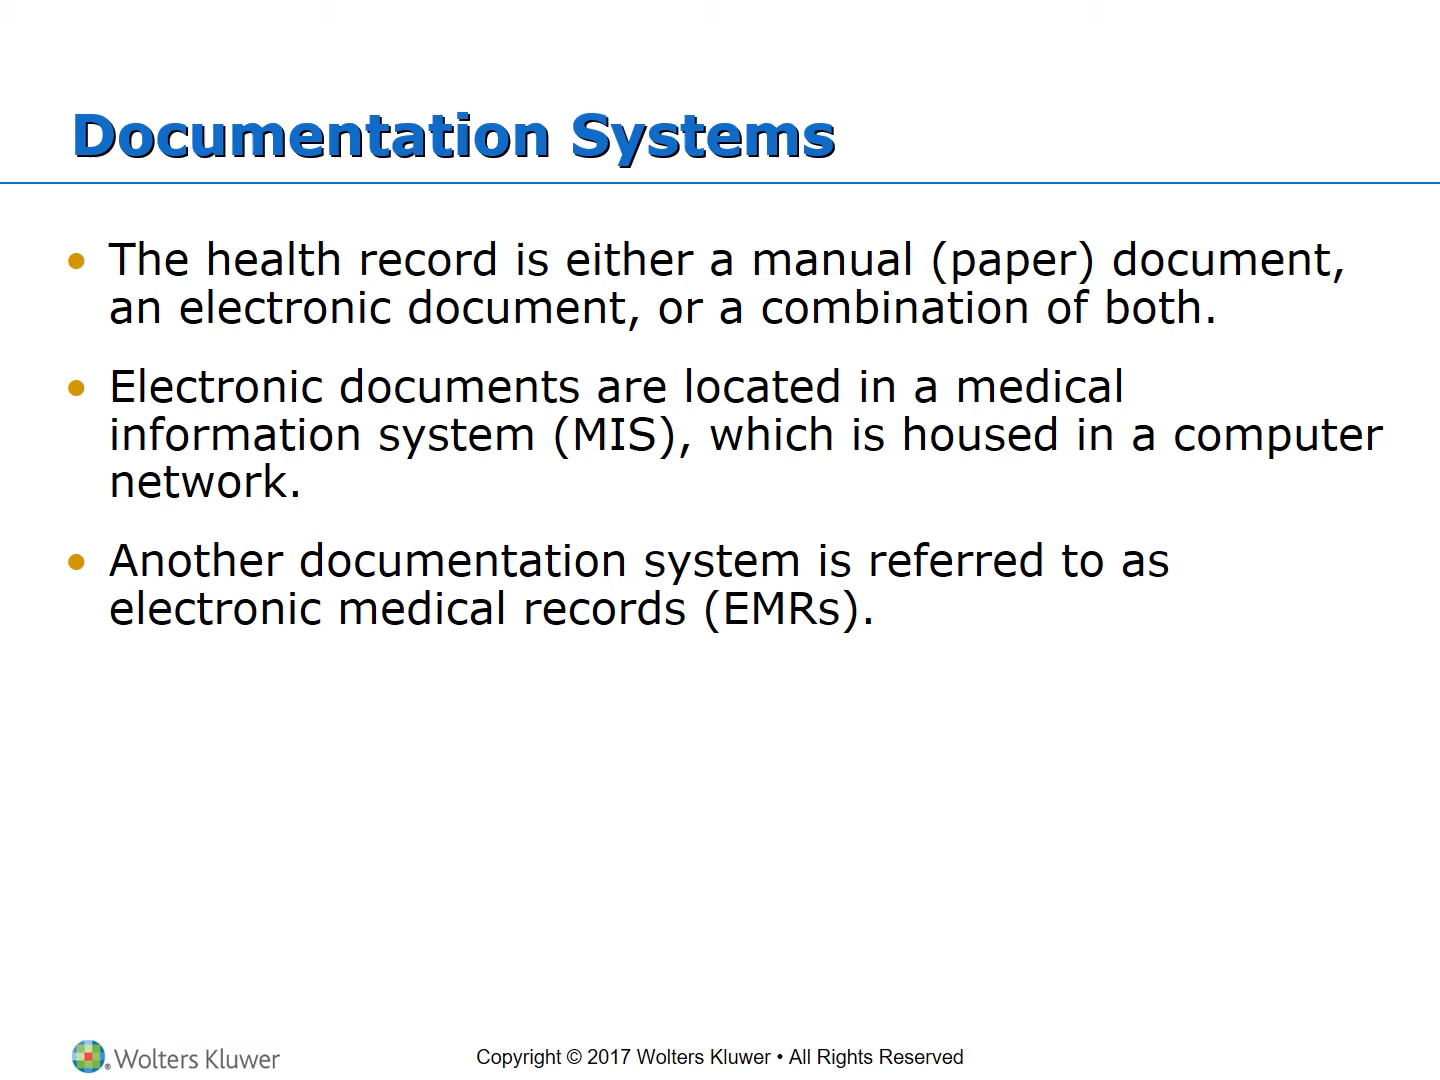 Documentation Systems
• The health record is either a manual (paper) document,
an electronic document, or a combination of both.
• Electronic documents are located in a medical
information system (MIS), which is housed in a computer
network.
• Another documentation system is referred to as
electronic medical records (EMRs).
® Wolters Kluwer
Copyright © 2017 Wolters Kluwer • All Rights Reserved